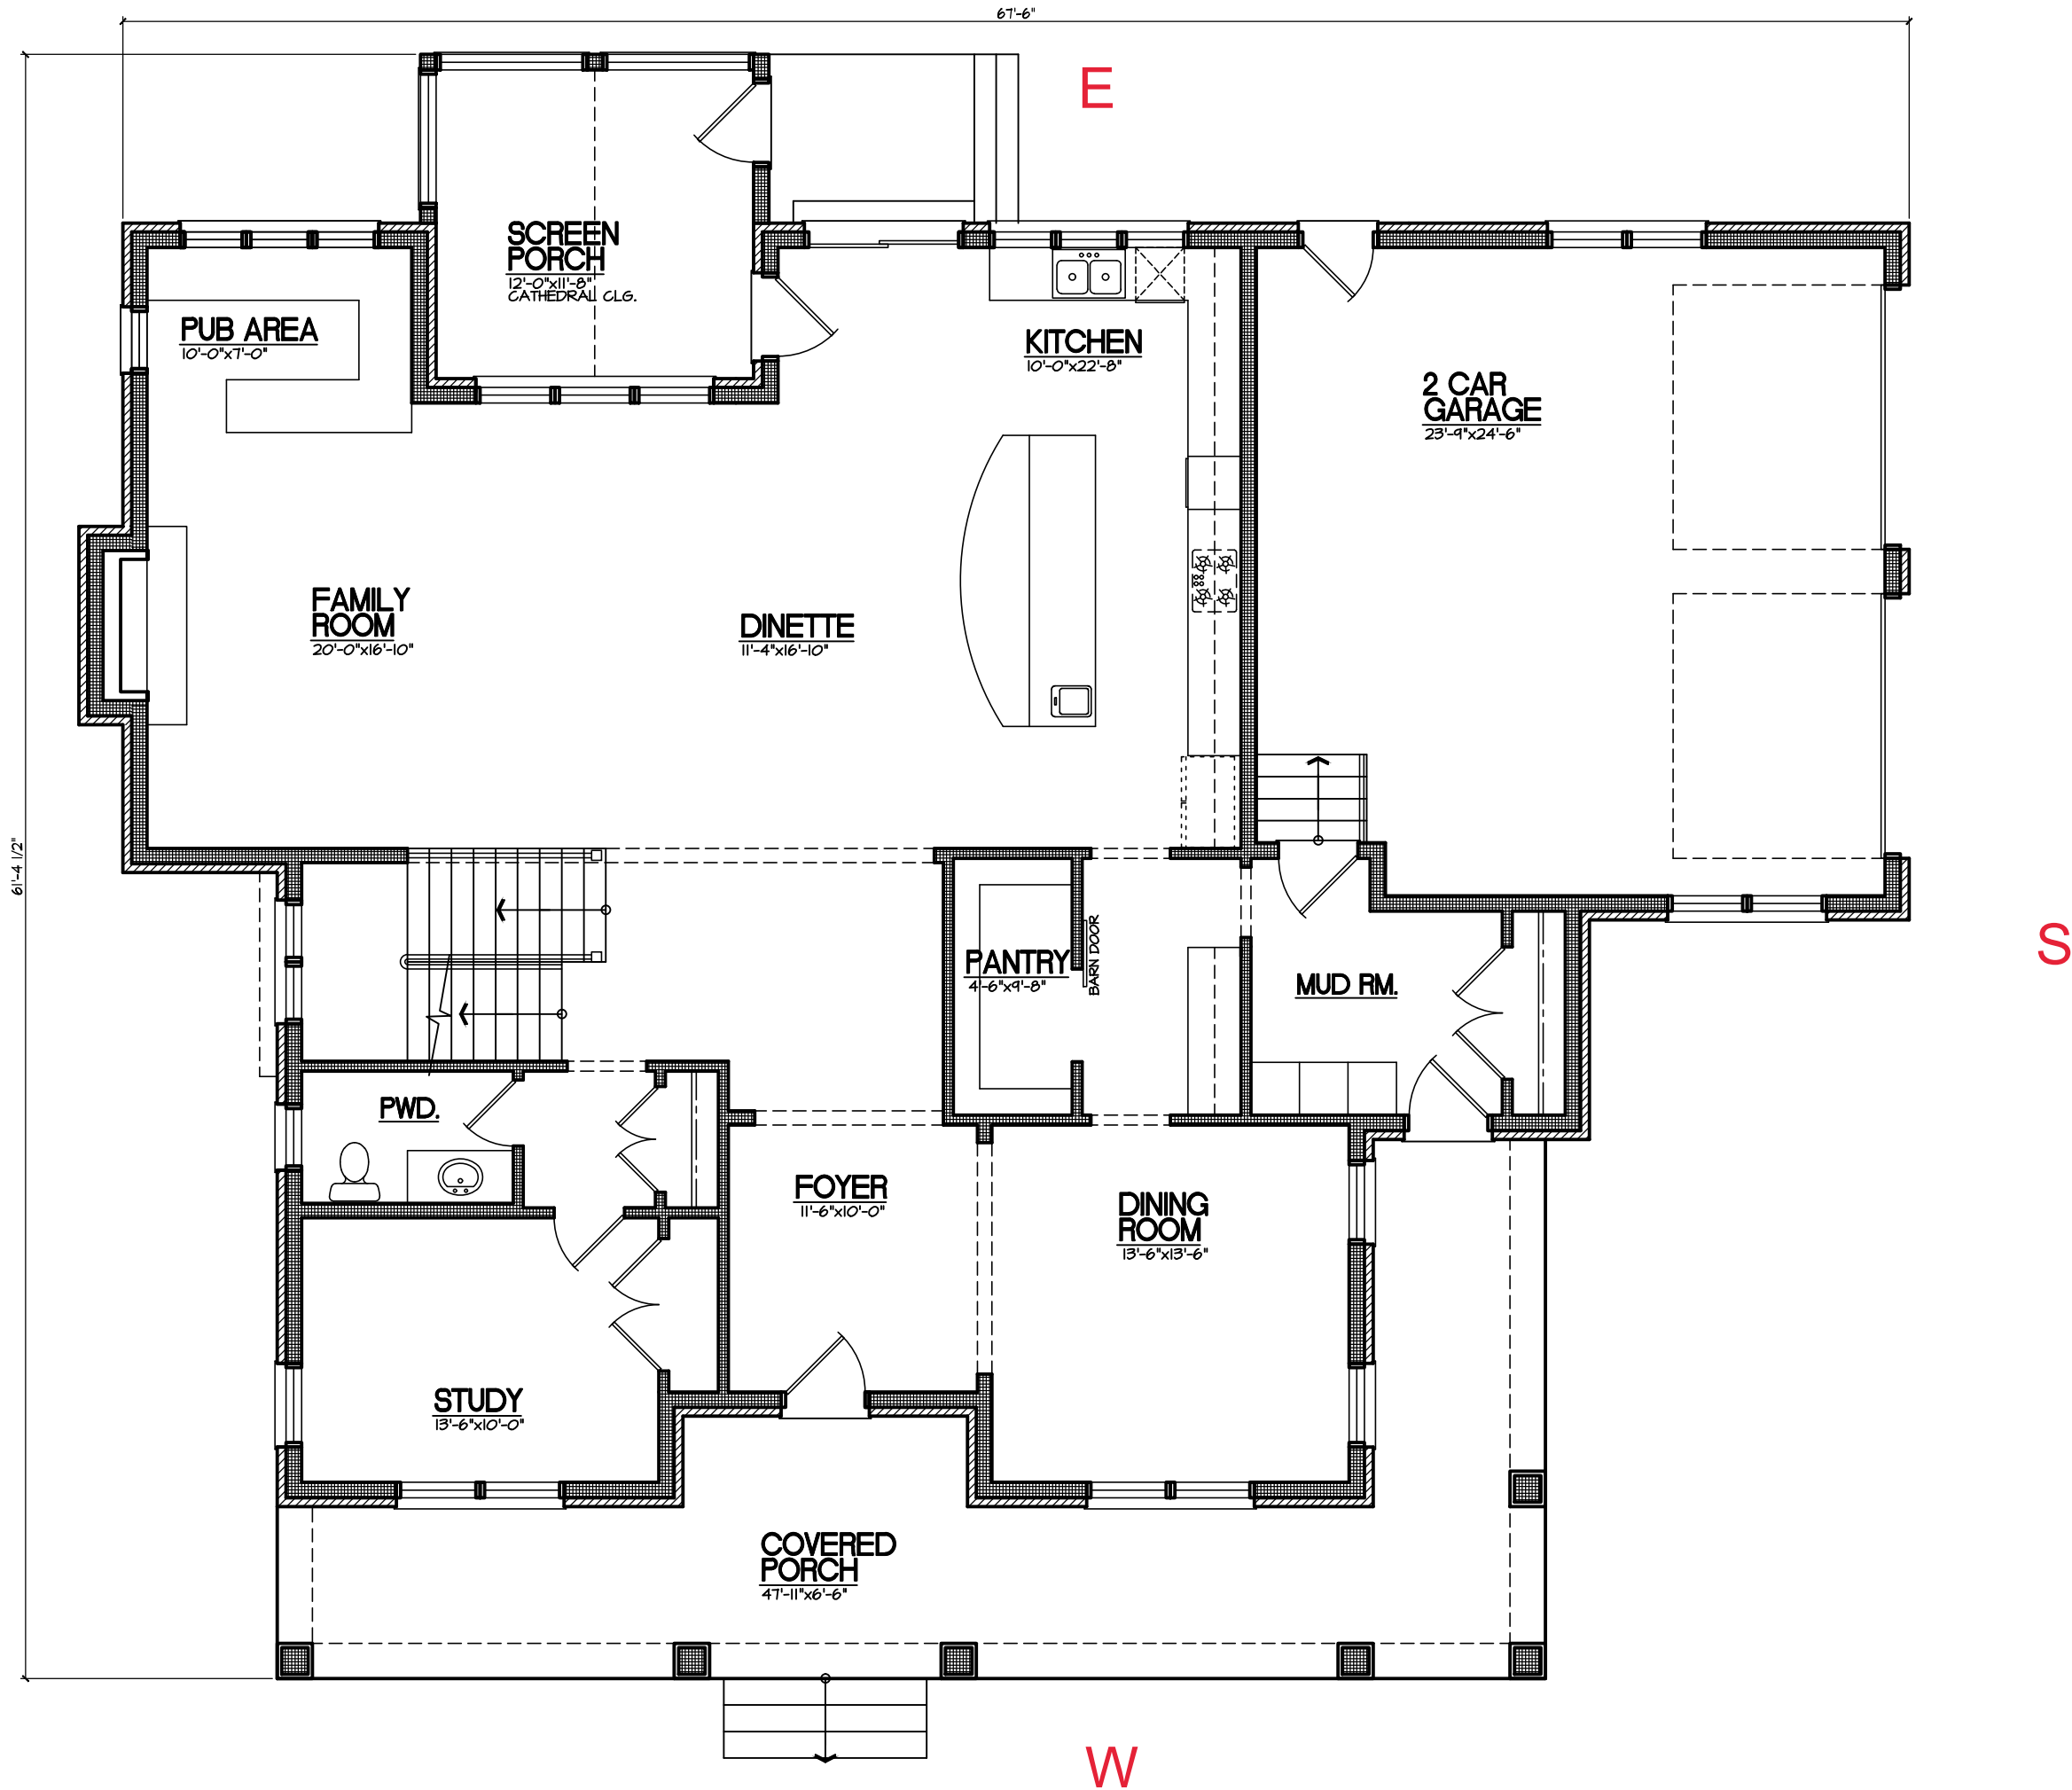 67'-6"
E
SCREEN
PORCH
12'-0"x11'-8"
CATHEDRAL CLG.
PUB AREA
10'-0"x7'-0"
KITCHEN
10'-0"x22'-8"
2 CAR
GARAGE
23'-9"x24'-6"
FAMILY
ROOM
20'-0"x16'-10"
DINETTE
11'-4"x16'-10"
61'-4 1/2"
S
PANTRY
4'-6"x9'-8"
BARN DOOR
MUD RM.
PWD.
FOYER
11'-6"x10'-0"
DINING
ROOM
13'-6"x13'-6"
STUDY
13'-6"x10'-0"
COVERED
PORCH
47'-11"x6'-6"
W